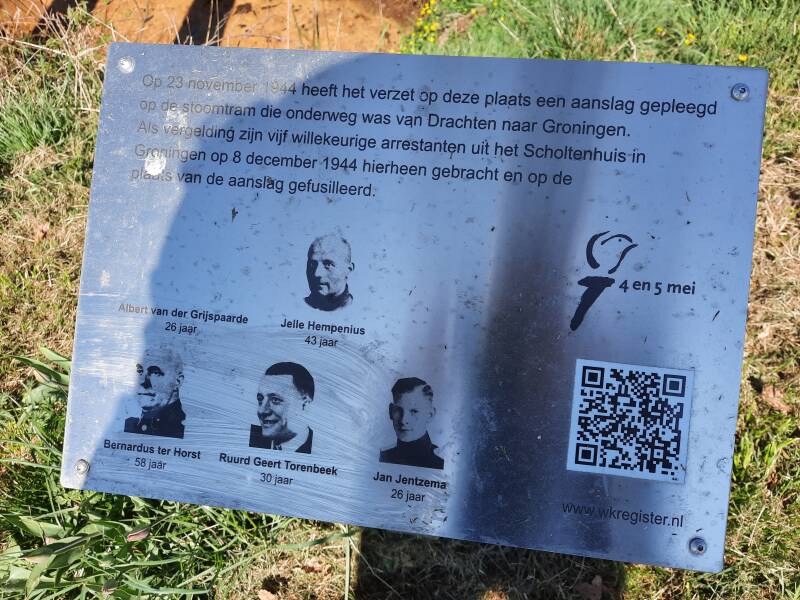 Op 23 november 1944 heeft het verzet op deze plaats een aanslag gepleegd
op de stoomtram die onderweg was van Drachten naar Groningen.
Als vergelding zijn vijf willekeurige arrestanten uit het Scholtenhuis in
Groningen op 8 december 1944 hierheen gebracht en op de
plaats van de aanslag gefusilleerd.
Albert van der Grijspaarde
26 jaar
Jelle Hempenius
43 jaar
4 en 5 mei
Bernardus ter Horst
58 jaar
Ruurd Geert Torenbeek
30 jaar
Jan Jentzema
26 jaar
www.wkregister.nl